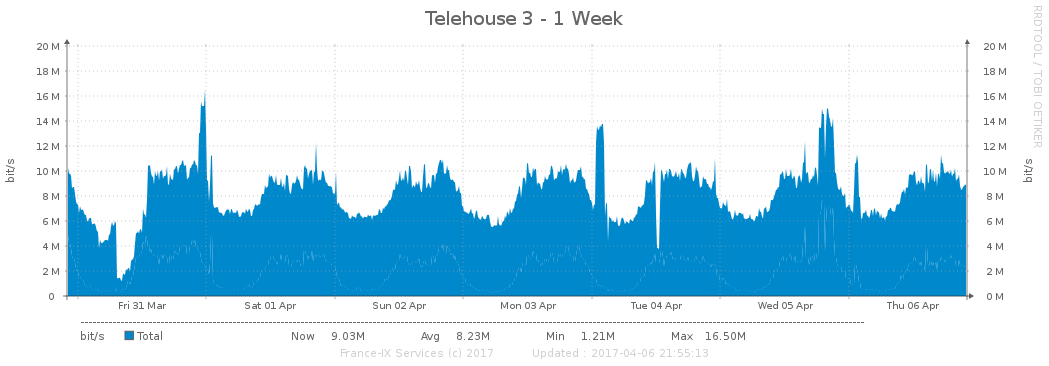 Telehouse 3 - 1 Week
RRDTOOL / TOBI OETIKER
20 M 20 M
18 M 18 M
16 M 16 M
14 M 14 M
12 M 12 M
10 M 10 M
8 M 8 M
6 M 6 M
4 M 4 M
2 M 2 M
0 0 M
bit/s
bit/s
Fri 31 Mar Sat 01 Apr Sun 02 Apr Mon 03 Apr Tue 04 Apr Wed 05 Apr Thu 06 Apr
bit/s Total Now 9.03M Avg 8.23M Min 1.21M Max 16.50M
France-IX Services (c) 2017 Updated : 2017-04-06 21:55:13